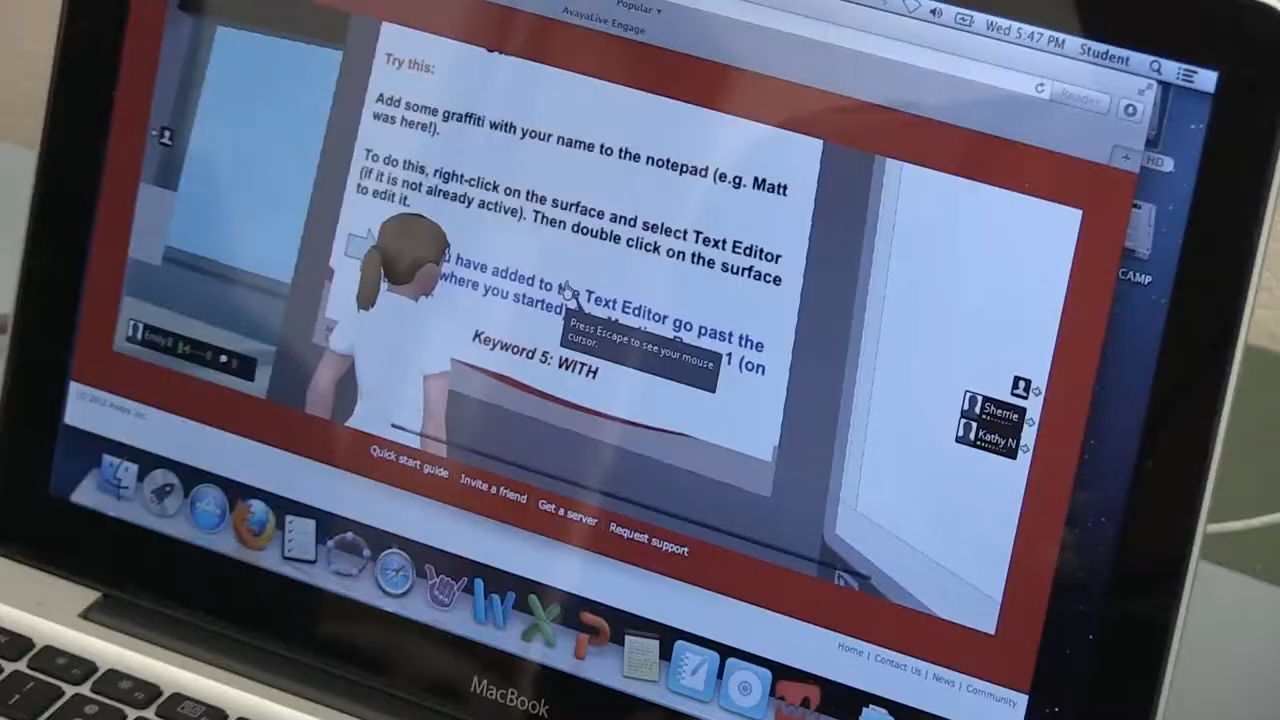 Popular
AvayaLive Engage
Wed 5:47 PM Student
Reader
Try this:
Add some graffiti with your name to the notepad (e.g. Matt
was here!).
To do this, right-click on the surface and select Text Editor
(if it is not already active). Then double click on the surface
to edit it.
have added to the Text Editor go past the
where you started)
1 (on
Press Escape to see your mouse
cursor.
Keyword 5: WITH
HD
CAMP
Emily B
Sherrie
Kathy N
Quick start guide
Invite a friend
Get a server
Request support
Home | Contact Us | News | Community
MacBook